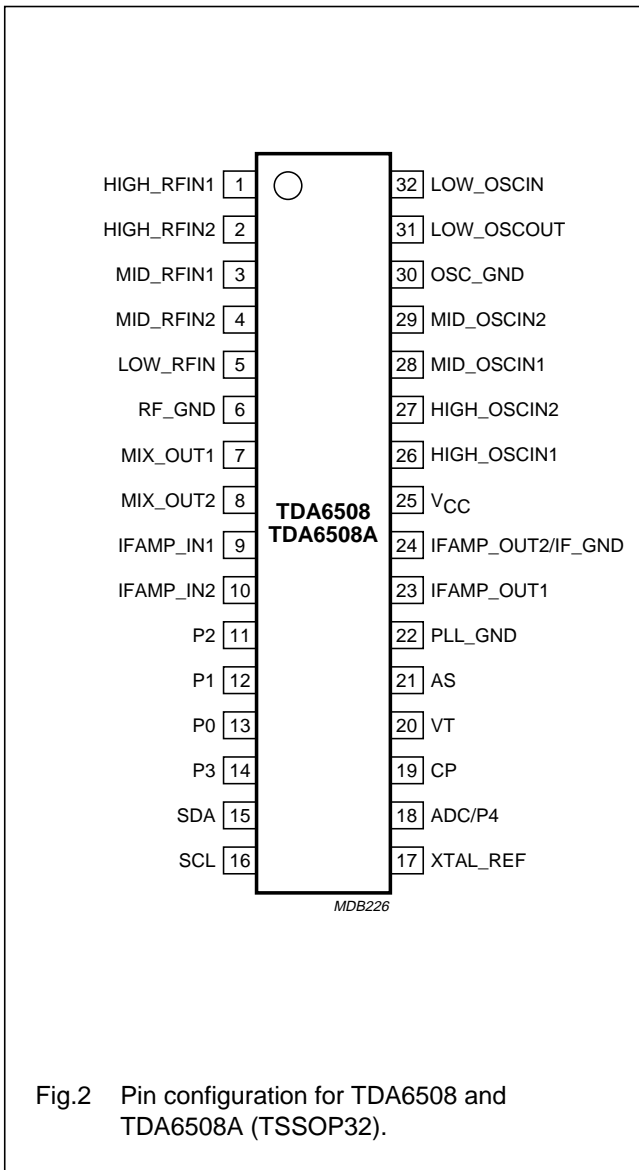 HIGH_RFIN1 1 32 LOW_OSCIN
HIGH_RFIN2 2 31 LOW_OSCOUT
MID_RFIN1 3 30 OSC_GND
MID_RFIN2 4 29 MID_OSCIN2
LOW_RFIN 5 28 MID_OSCIN1
RF_GND 6 27 HIGH_OSCIN2
MIX_OUT1 7 26 HIGH_OSCIN1
MIX_OUT2 8 25 VCC
TDA6508
TDA6508A
IFAMP_IN1 9 24 IFAMP_OUT2/IF_GND
IFAMP_IN2 10 23 IFAMP_OUT1
P2 11 22 PLL_GND
P1 12 21 AS
P0 13 20 VT
P3 14 19 CP
SDA 15 18 ADC/P4
SCL 16 17 XTAL_REF
MDB226
Fig.2 Pin configuration for TDA6508 and
TDA6508A (TSSOP32).